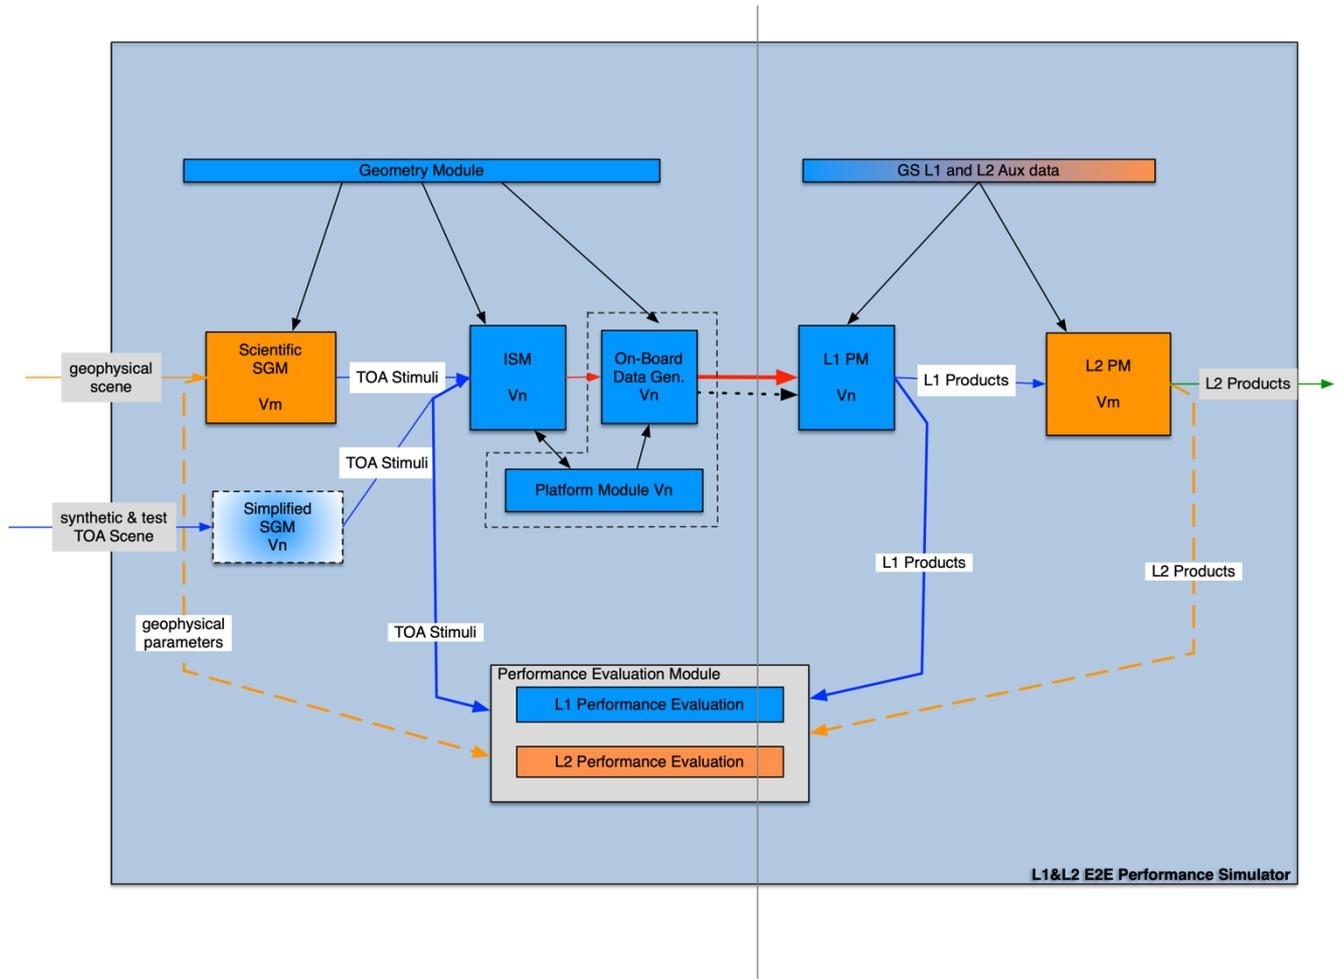 Geometry Module
GS L1 and L2 Aux data
geophysical
scene
Scientific
SGM
Vm
TOA Stimuli
ISM
Vn
On-Board
Data Gen.
Vn
L1 PM
Vn
L1 Products
L2 PM
Vm
L2 Products
TOA Stimuli
Platform Module Vn
synthetic & test
TOA Scene
Simplified
SGM
Vn
L1 Products
L2 Products
geophysical
parameters
TOA Stimuli
Performance Evaluation Module
L1 Performance Evaluation
L2 Performance Evaluation
L1&L2 E2E Performance Simulator